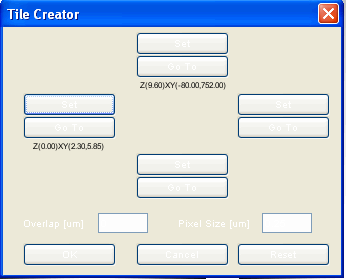 Tile Creator
Set
Go To
Z(9.60)XY(-80.00,752.00)
Set Set
Go To Go To
Z(0.00)XY(2.30,5.85)
Set
Go To
Overlap [um] Pixel Size [um]
OK Cancel Reset